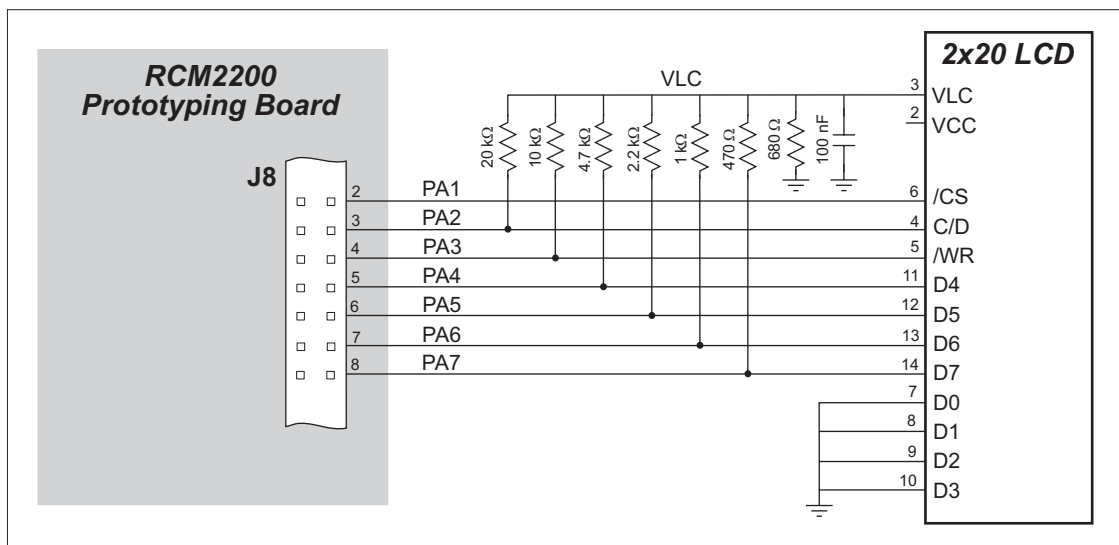 RCM2200
Prototyping Board
J8
2
3
4
5
6
7
8
PA1
PA2
PA3
PA4
PA5
PA6
PA7
VLC
20 kΩ
10 kΩ
4.7 kΩ
2.2 kΩ
1 kΩ
470 Ω
680 Ω
100 nF
2x20 LCD
3 VLC
2 VCC
6 /CS
4 C/D
5 /WR
11 D4
12 D5
13 D6
14 D7
7 D0
8 D1
9 D2
10 D3